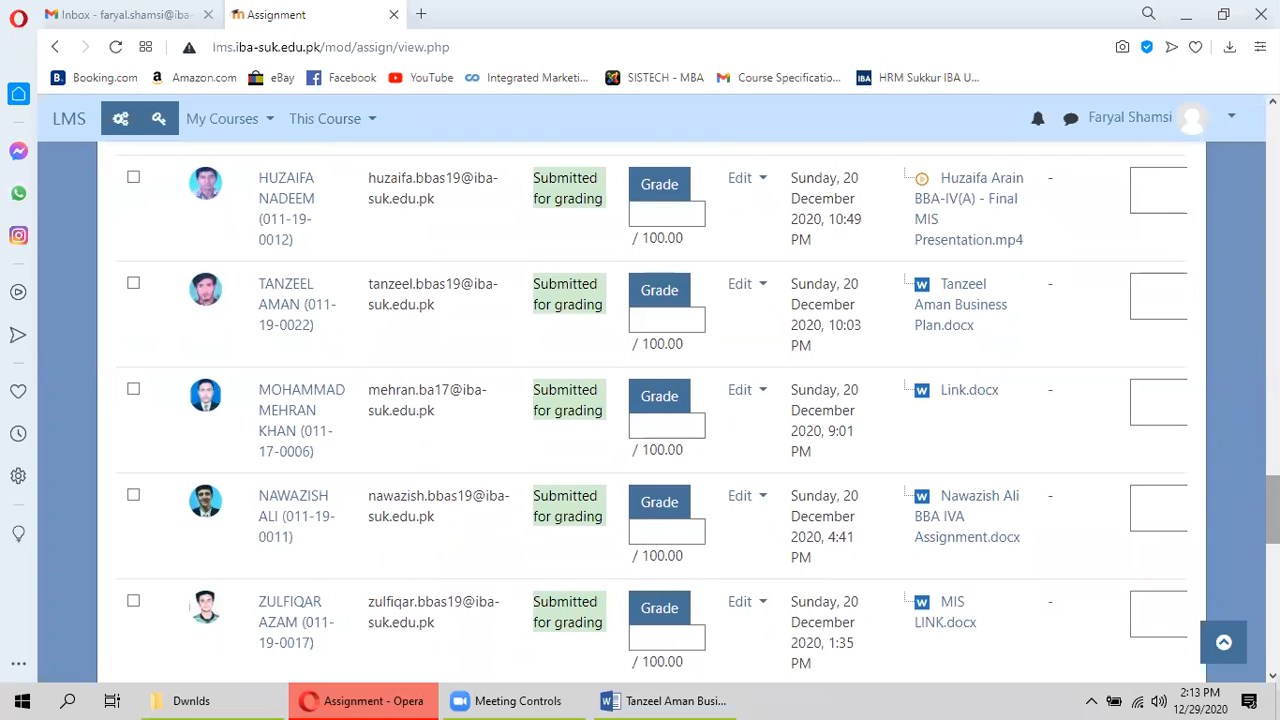 Inbox - faryal.shamsi@iba-
Assignment
lms.iba-suk.edu.pk/mod/assign/view.php
B. Booking.com
Amazon.com
eBay
Facebook
YouTube
Integrated Marketi...
SISTECH - MBA
Course Specificatio...
IBA HRM Sukkur IBA U...
LMS
My Courses
This Course
Faryal Shamsi
HUZAIFA
NADEEM
(011-19-
0012)
huzaifa.bbas19@iba-
suk.edu.pk
Submitted
for grading
Grade
/ 100.00
Edit
Sunday, 20
December
2020, 10:49
PM
Huzaifa Arain
BBA-IV(A) - Final
MIS
Presentation.mp4
-
TANZEEL
AMAN (011-
19-0022)
tanzeel.bbas19@iba-
suk.edu.pk
Submitted
for grading
Grade
/ 100.00
Edit
Sunday, 20
December
2020, 10:03
PM
Tanzeel
Aman Business
Plan.docx
-
MOHAMMAD
MEHRAN
KHAN (011-
17-0006)
mehran.ba17@iba-
suk.edu.pk
Submitted
for grading
Grade
/ 100.00
Edit
Sunday, 20
December
2020, 9:01
PM
Link.docx
-
NAWAZISH
ALI (011-19-
0011)
nawazish.bbas19@iba-
suk.edu.pk
Submitted
for grading
Grade
/ 100.00
Edit
Sunday, 20
December
2020, 4:41
PM
Nawazish Ali
BBA IVA
Assignment.docx
-
ZULFIQAR
AZAM (011-
19-0017)
zulfiqar.bbas19@iba-
suk.edu.pk
Submitted
for grading
Grade
/ 100.00
Edit
Sunday, 20
December
2020, 1:35
PM
MIS
LINK.docx
-
Dwnlds
Assignment - Opera
Meeting Controls
Tanzeel Aman Busi...
2:13 PM
12/29/2020